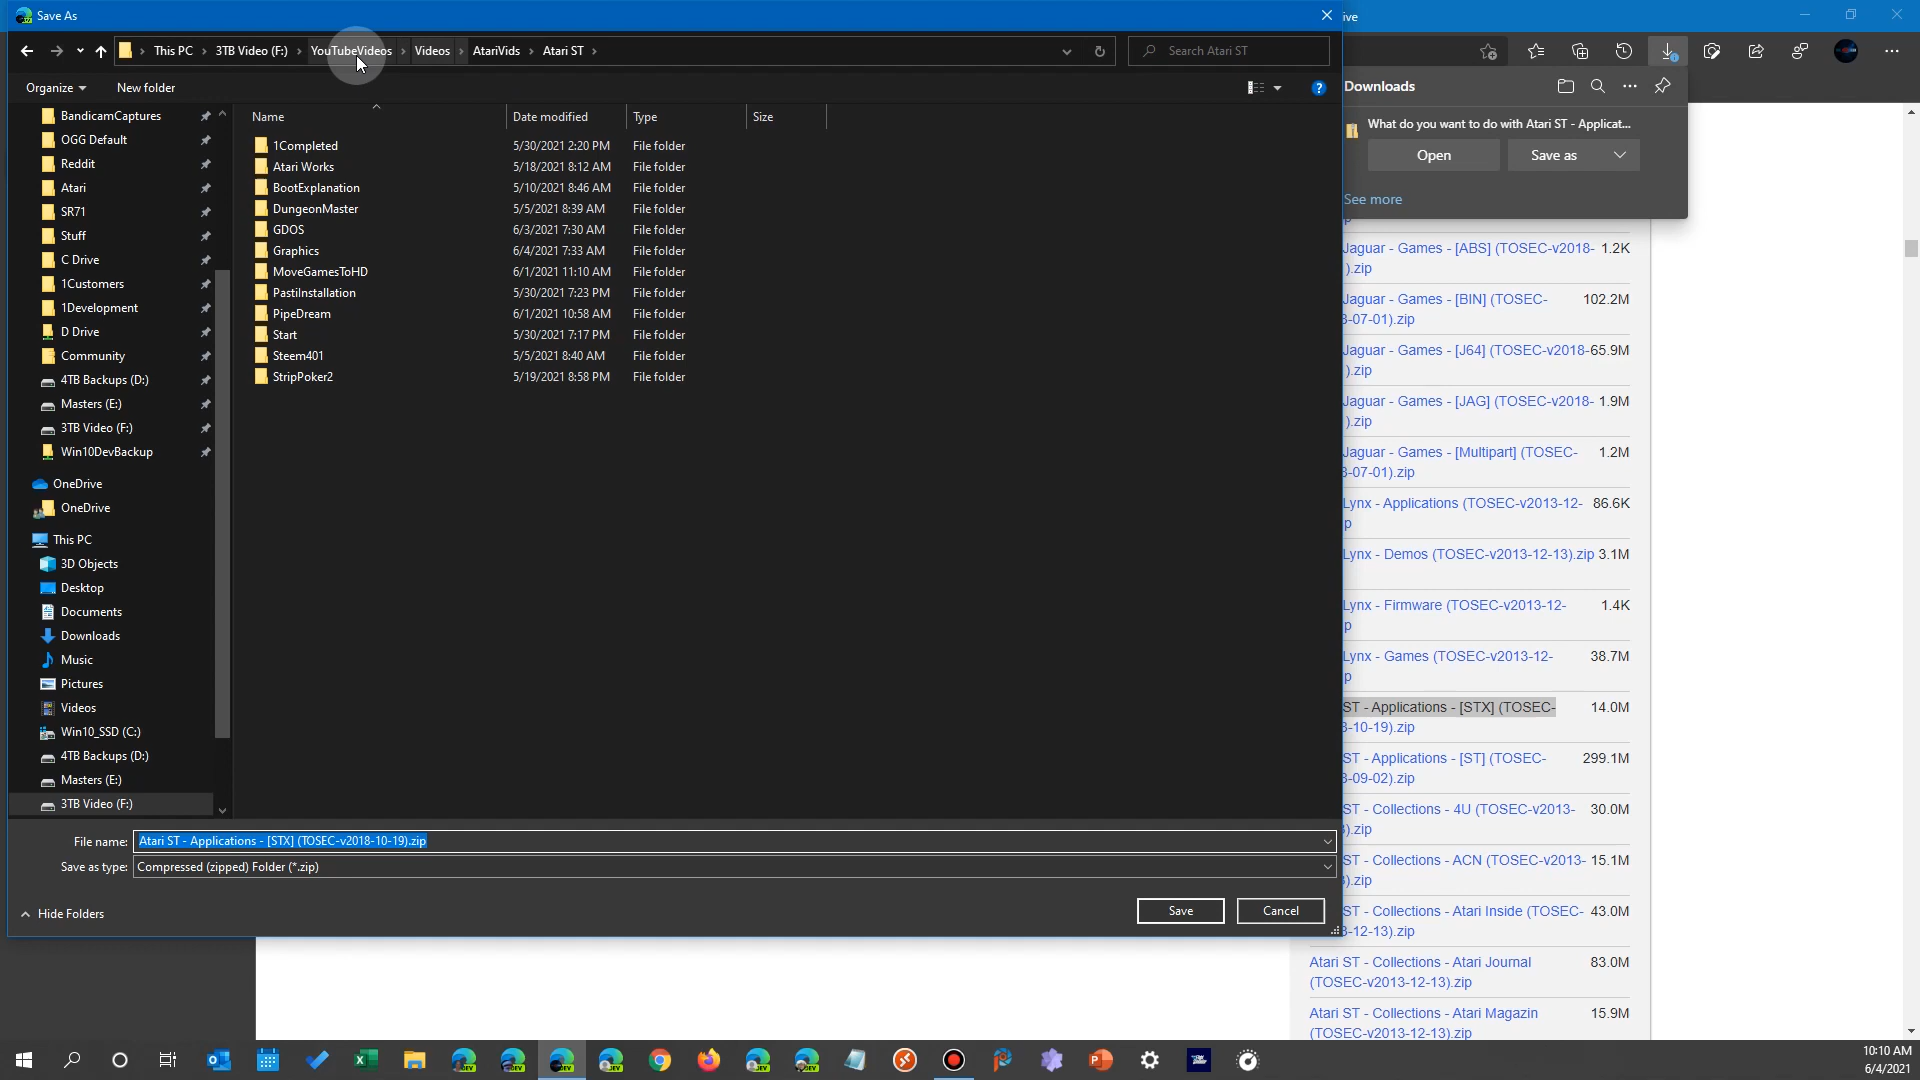 Save As
ive
This PC
3TB Video (F:)
YouTubeVideos
Videos
AtariVids
Atari ST
Search Atari ST
Organize
New folder
Downloads
What do you want to do with Atari ST - Applicat...
Open
Save as
See more
BandicamCaptures
OGG Default
Reddit
Atari
SR71
Stuff
C Drive
1Customers
1Development
D Drive
Community
4TB Backups (D:)
Masters (E:)
3TB Video (F:)
Win10DevBackup
OneDrive
OneDrive
This PC
3D Objects
Desktop
Documents
Downloads
Music
Pictures
Videos
Win10_SSD (C:)
4TB Backups (D:)
Masters (E:)
3TB Video (F:)
Name Date modified Type Size
1Completed 5/30/2021 2:20 PM File folder
Atari Works 5/18/2021 8:12 AM File folder
BootExplanation 5/10/2021 8:46 AM File folder
DungeonMaster 5/5/2021 8:39 AM File folder
GDOS 6/3/2021 7:30 AM File folder
Graphics 6/4/2021 7:33 AM File folder
MoveGamesToHD 6/1/2021 11:10 AM File folder
PastiInstallation 5/30/2021 7:23 PM File folder
PipeDream 6/1/2021 10:58 AM File folder
Start 5/30/2021 7:17 PM File folder
Steem401 5/5/2021 8:40 AM File folder
StripPoker2 5/19/2021 8:58 PM File folder
File name: Atari ST - Applications - [STX] (TOSEC-v2018-10-19).zip
Save as type: Compressed (zipped) Folder (*.zip)
Hide Folders
Save
Cancel
p
Jaguar - Games - [ABS] (TOSEC-v2018- 1.2K
).zip
Jaguar - Games - [BIN] (TOSEC- 102.2M
8-07-01).zip
Jaguar - Games - [J64] (TOSEC-v2018- 65.9M
).zip
Jaguar - Games - [JAG] (TOSEC-v2018- 1.9M
).zip
Jaguar - Games - [Multipart] (TOSEC- 1.2M
8-07-01).zip
Lynx - Applications (TOSEC-v2013-12- 86.6K
p
Lynx - Demos (TOSEC-v2013-12-13).zip 3.1M
Lynx - Firmware (TOSEC-v2013-12- 1.4K
p
Lynx - Games (TOSEC-v2013-12- 38.7M
p
ST - Applications - [STX] (TOSEC- 14.0M
8-10-19).zip
ST - Applications - [ST] (TOSEC- 299.1M
8-09-02).zip
ST - Collections - 4U (TOSEC-v2013- 30.0M
).zip
ST - Collections - ACN (TOSEC-v2013- 15.1M
).zip
ST - Collections - Atari Inside (TOSEC- 43.0M
3-12-13).zip
Atari ST - Collections - Atari Journal 83.0M
(TOSEC-v2013-12-13).zip
Atari ST - Collections - Atari Magazin 15.9M
(TOSEC-v2013-12-13).zip
10:10 AM
6/4/2021